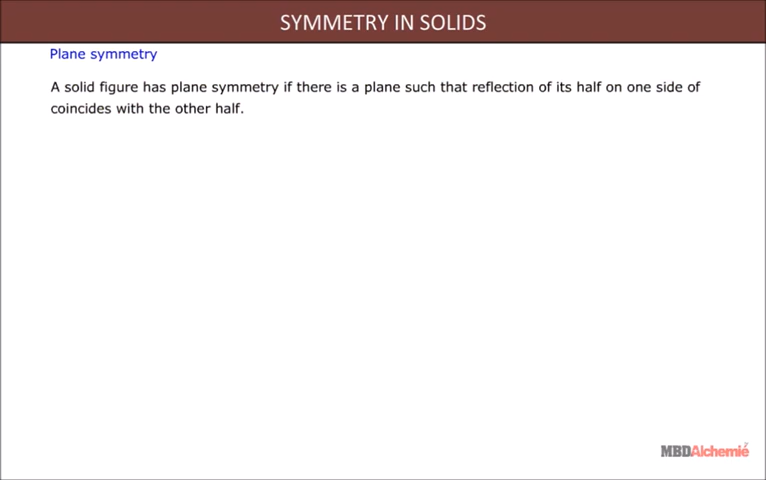 SYMMETRY IN SOLIDS
Plane symmetry
A solid figure has plane symmetry if there is a plane such that reflection of its half on one side of
coincides with the other half.
MBDAlchemié